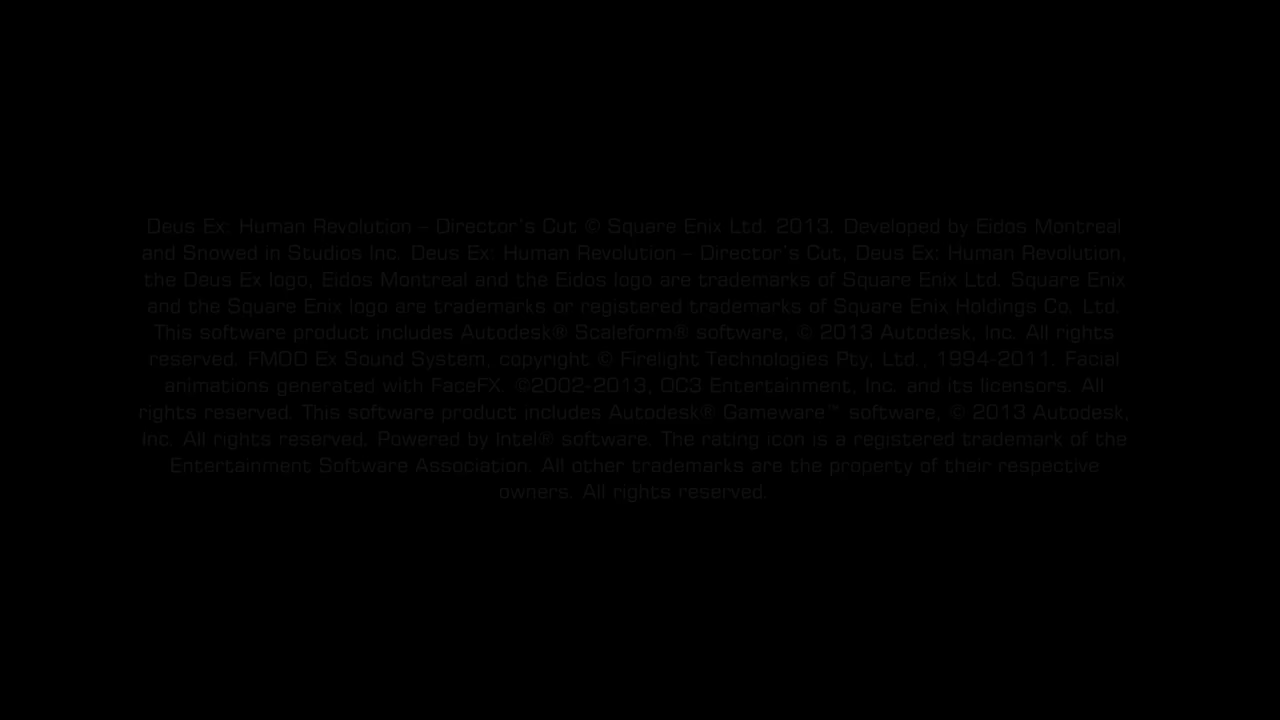 Deus Ex: Human Revolution – Director's Cut © Square Enix Ltd. 2013. Developed by Eidos Montreal
and Snowed in Studios Inc. Deus Ex: Human Revolution – Director's Cut, Deus Ex: Human Revolution,
the Deus Ex logo, Eidos Montreal and the Eidos logo are trademarks of Square Enix Ltd. Square Enix
and the Square Enix logo are trademarks or registered trademarks of Square Enix Holdings Co. Ltd.
This software product includes Autodesk® Scaleform® software, © 2013 Autodesk, Inc. All rights
reserved. FMOD Ex Sound System, copyright © Firelight Technologies Pty, Ltd., 1994-2011. Facial
animations generated with FaceFX. ©2002-2013, OC3 Entertainment, Inc. and its licensors. All
rights reserved. This software product includes Autodesk® Gameware™ software, © 2013 Autodesk,
Inc. All rights reserved. Powered by Intel® software. The rating icon is a registered trademark of the
Entertainment Software Association. All other trademarks are the property of their respective
owners. All rights reserved.